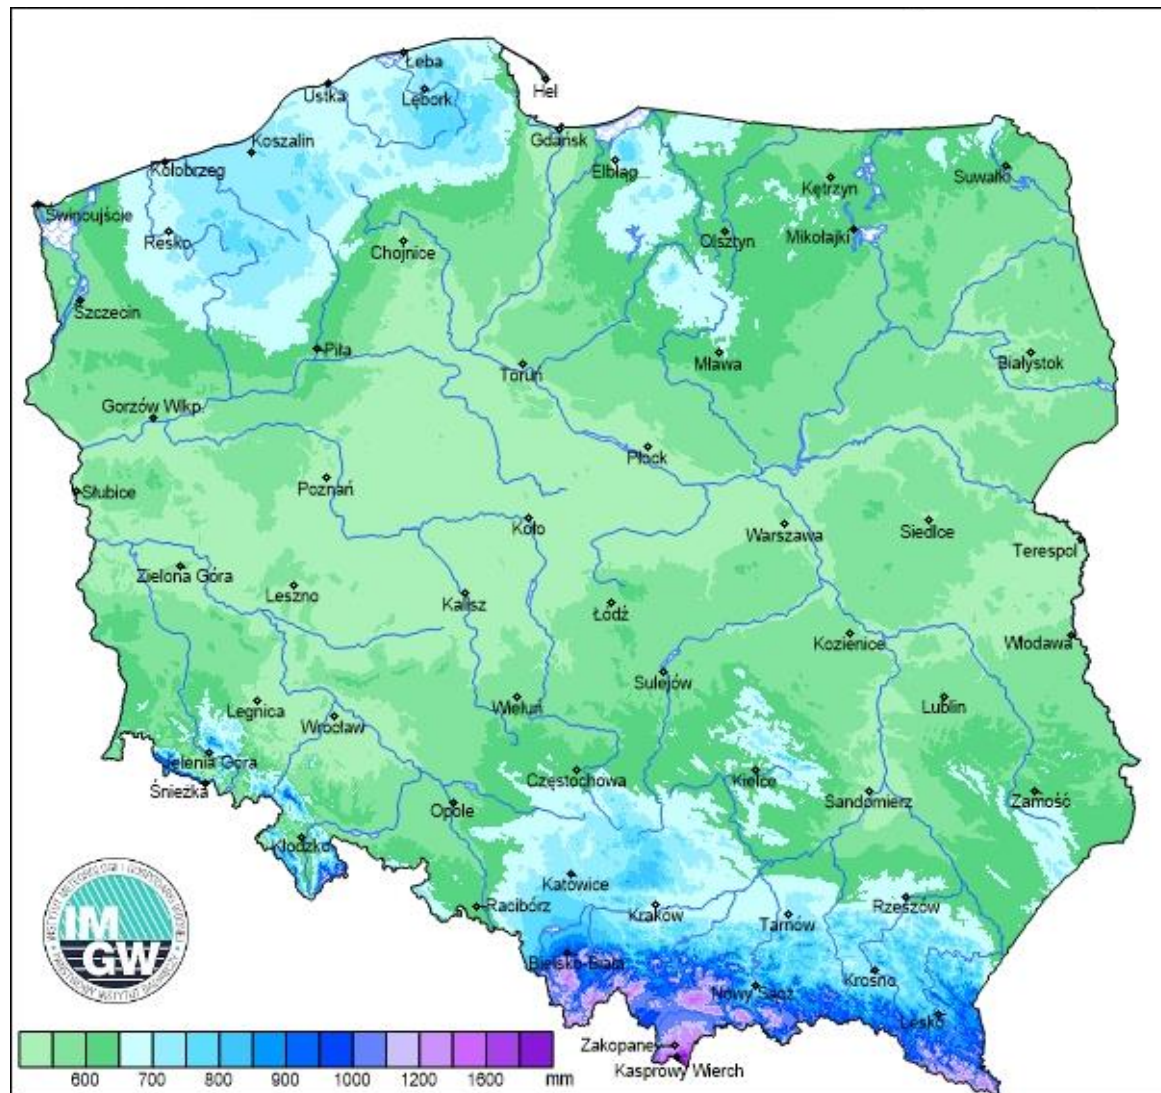 Łeba
Ustka
Lębork
Hel
Koszalin
Gdańsk
Kołobrzeg
Elbląg
Suwałki
Kętrzyn
Świnoujście
Resko
Chojnice
Olsztyn
Mikołajki
Szczecin
Piła
Toruń
Mława
Białystok
Gorzów Wlkp.
Płock
Słubice
Poznań
Koło
Warszawa
Siedlce
Terespol
Zielona Góra
Leszno
Kalisz
Łódź
Kozienice
Włodawa
Sulejów
Legnica
Wrocław
Wieluń
Lublin
Jelenia Góra
Śnieżka
Częstochowa
Kielce
Opole
Sandomierz
Zamość
Kłodzko
Katowice
Racibórz
Kraków
Tarnów
Rzeszów
IM
GW
Bielsko-Biała
Nowy Sącz
Krosno
Lesko
Zakopane
Kasprowy Wierch
600 700 800 900 1000 1200 1600 mm